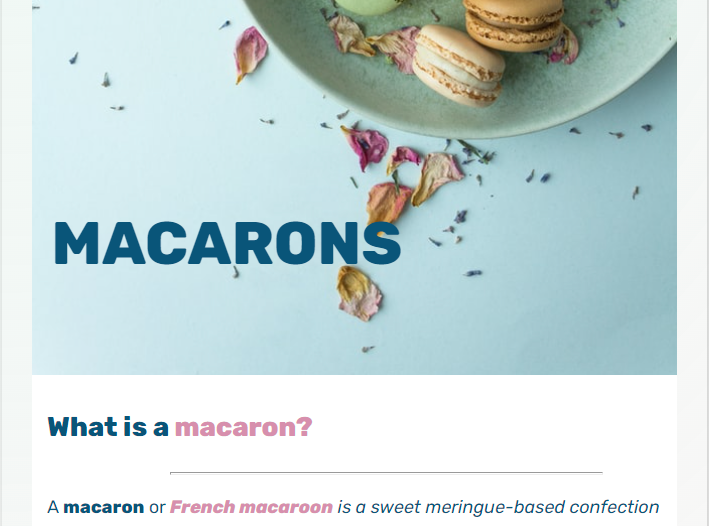 MACARONS
What is a macaron?
A macaron or French macaroon is a sweet meringue-based confection